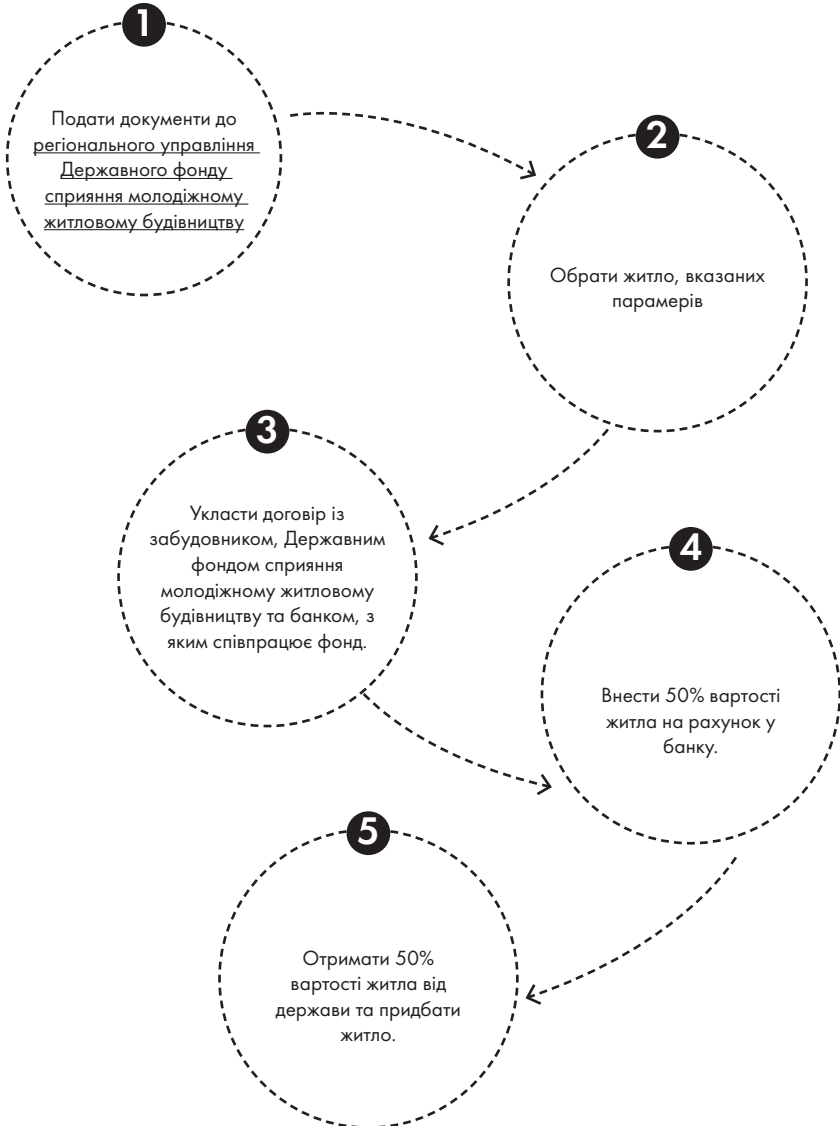 1
Подати документи до
регіонального управління
Державного фонду
сприяння молодіжному
житловому будівництву
2
Обрати житло, вказаних
парамерів
3
Укласти договір із
забудовником, Державним
фондом сприяння
молодіжному житловому
будівництву та банком, з
яким співпрацює фонд.
4
Внести 50% вартості
житла на рахунок у
банку.
5
Отримати 50%
вартості житла від
держави та придбати
житло.